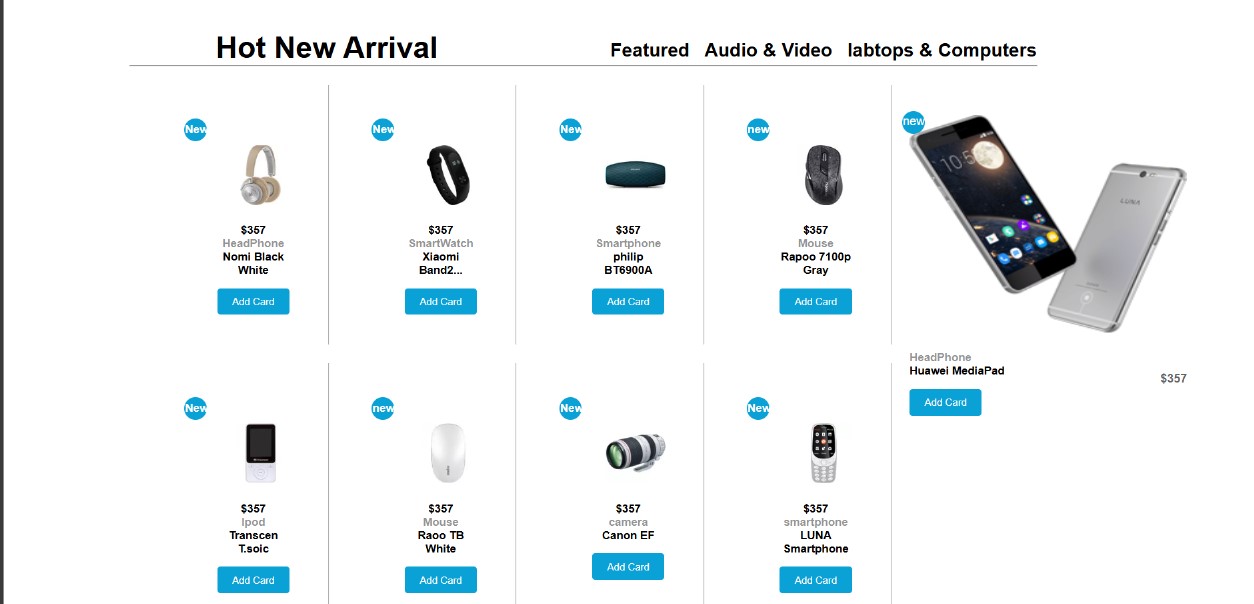 Hot New Arrival
Featured Audio & Video labtops & Computers
New
$357
HeadPhone
Nomi Black
White
Add Card
New
$357
SmartWatch
Xiaomi
Band2...
Add Card
New
$357
Smartphone
philip
BT6900A
Add Card
new
$357
Mouse
Rapoo 7100p
Gray
Add Card
new
10:5
LUNA
HeadPhone
Huawei MediaPad
$357
Add Card
New
$357
Ipod
Transcen
T.soic
Add Card
new
$357
Mouse
Raoo TB
White
Add Card
New
$357
camera
Canon EF
Add Card
New
$357
smartphone
LUNA
Smartphone
Add Card